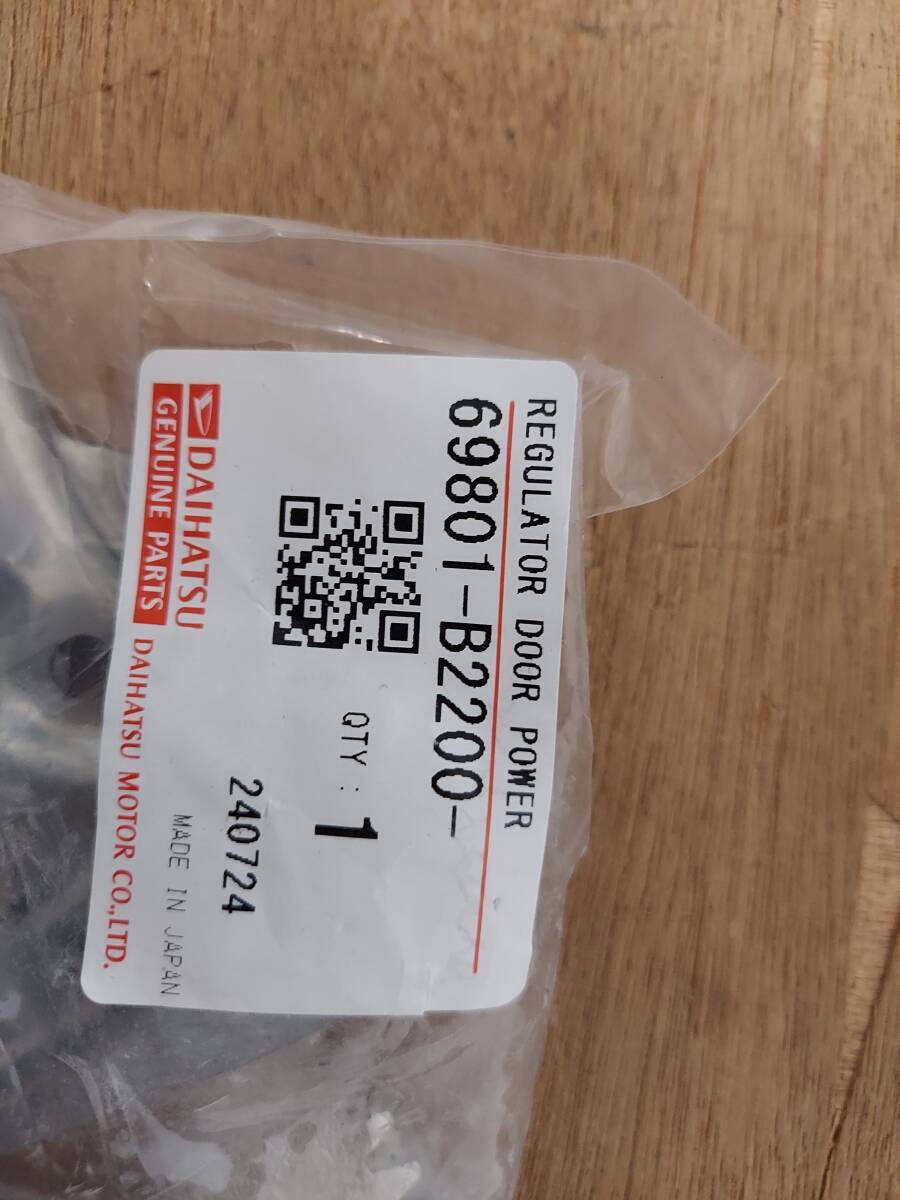 REGULATOR DOOR POWER
69801-B2200-
QTY : 1
240724
DAIHATSU
MADE IN JAPAN
GENUINE PARTS DAIHATSU MOTOR CO.,LTD.